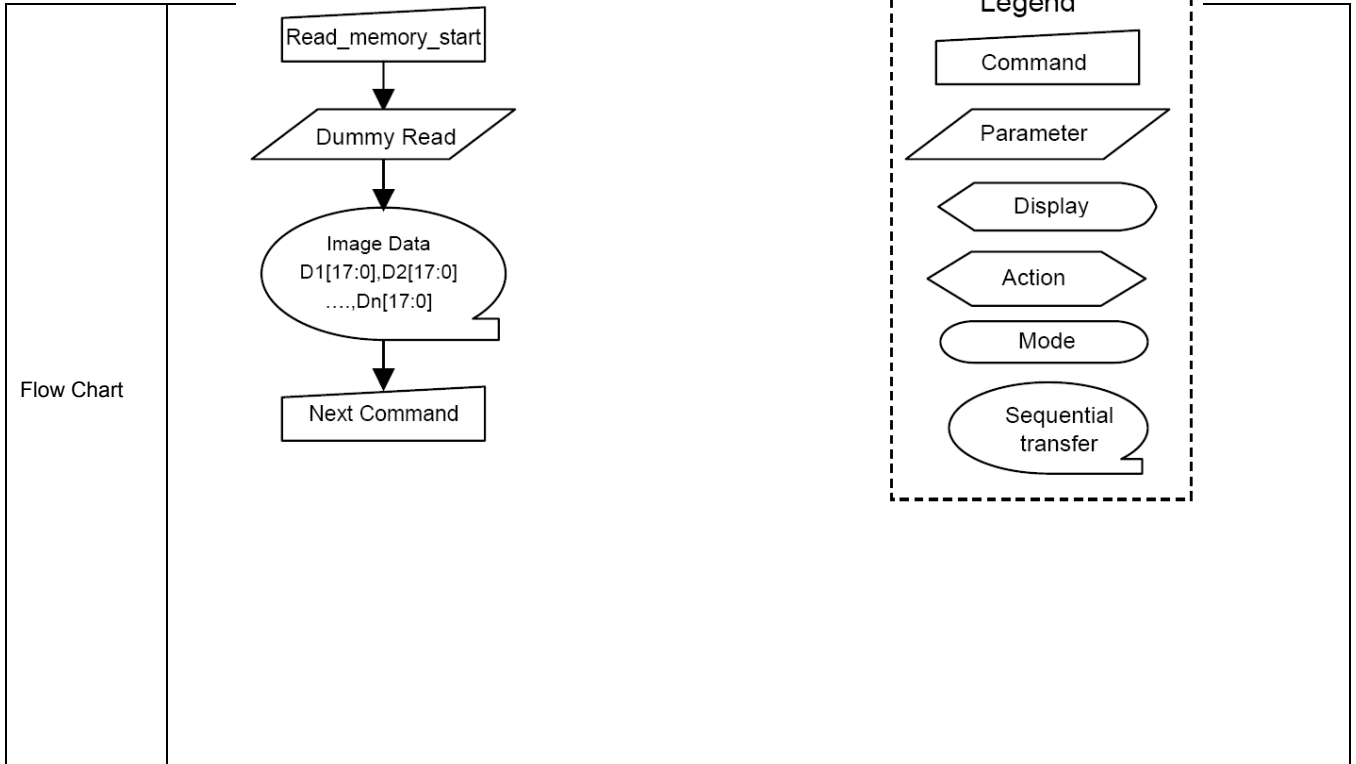 Flow Chart
Read_memory_start
Dummy Read
Image Data
D1[17:0],D2[17:0]
....,Dn[17:0]
Next Command
Legend
Command
Parameter
Display
Action
Mode
Sequential
transfer